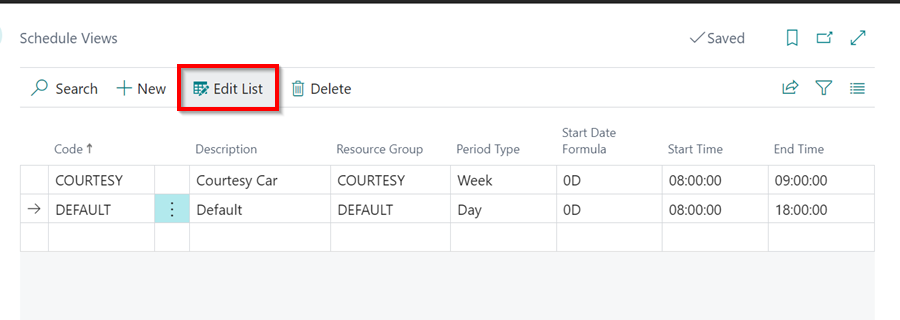 Schedule Views
Saved
Search New Edit List Delete
Code ↑ Description Resource Group Period Type Start Date Formula Start Time End Time
COURTESY Courtesy Car COURTESY Week 0D 08:00:00 09:00:00
DEFAULT Default DEFAULT Day 0D 08:00:00 18:00:00